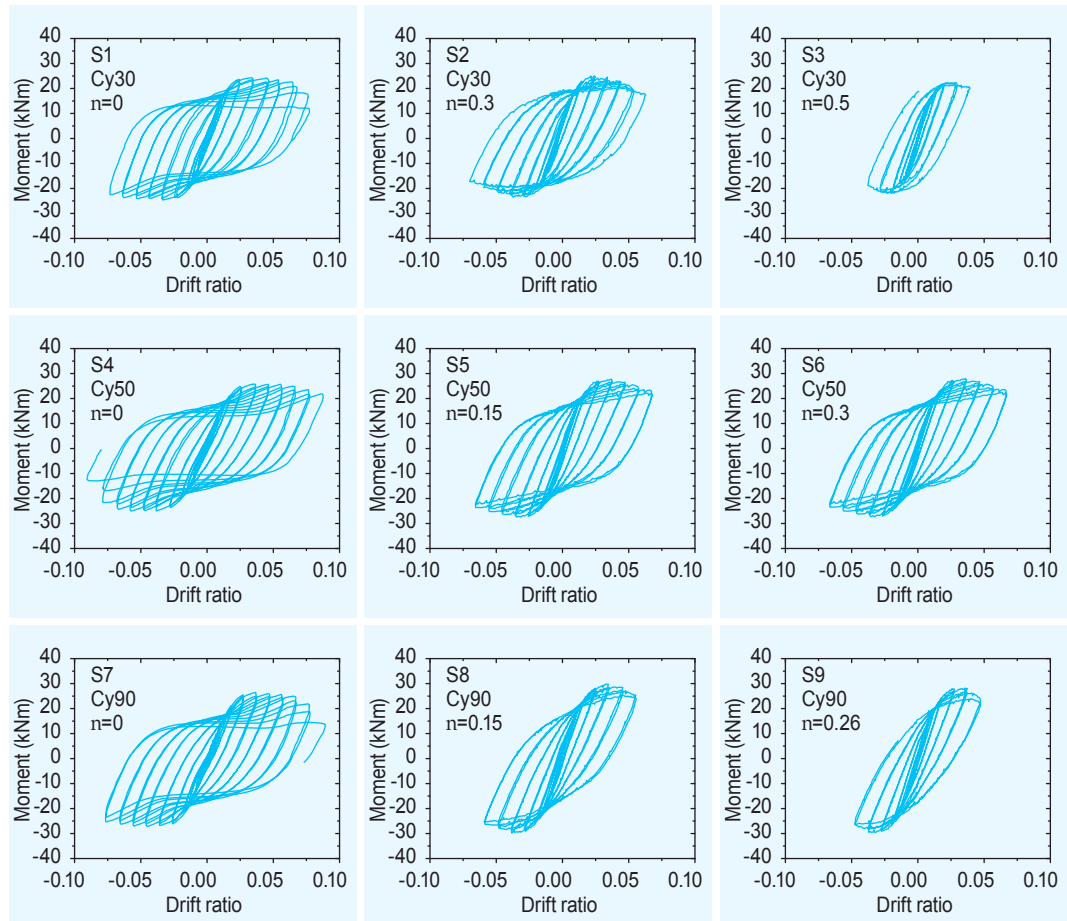 40
30
20
10
0
-10
-20
-30
-40
Moment (kNm)
S1
Cy30
n=0
-0.10 -0.05 0.00 0.05 0.10
Drift ratio
40
30
20
10
0
-10
-20
-30
-40
Moment (kNm)
S2
Cy30
n=0.3
-0.10 -0.05 0.00 0.05 0.10
Drift ratio
40
30
20
10
0
-10
-20
-30
-40
Moment (kNm)
S3
Cy30
n=0.5
-0.10 -0.05 0.00 0.05 0.10
Drift ratio
40
30
20
10
0
-10
-20
-30
-40
Moment (kNm)
S4
Cy50
n=0
-0.10 -0.05 0.00 0.05 0.10
Drift ratio
40
30
20
10
0
-10
-20
-30
-40
Moment (kNm)
S5
Cy50
n=0.15
-0.10 -0.05 0.00 0.05 0.10
Drift ratio
40
30
20
10
0
-10
-20
-30
-40
Moment (kNm)
S6
Cy50
n=0.3
-0.10 -0.05 0.00 0.05 0.10
Drift ratio
40
30
20
10
0
-10
-20
-30
-40
Moment (kNm)
S7
Cy90
n=0
-0.10 -0.05 0.00 0.05 0.10
Drift ratio
40
30
20
10
0
-10
-20
-30
-40
Moment (kNm)
S8
Cy90
n=0.15
-0.10 -0.05 0.00 0.05 0.10
Drift ratio
40
30
20
10
0
-10
-20
-30
-40
Moment (kNm)
S9
Cy90
n=0.26
-0.10 -0.05 0.00 0.05 0.10
Drift ratio